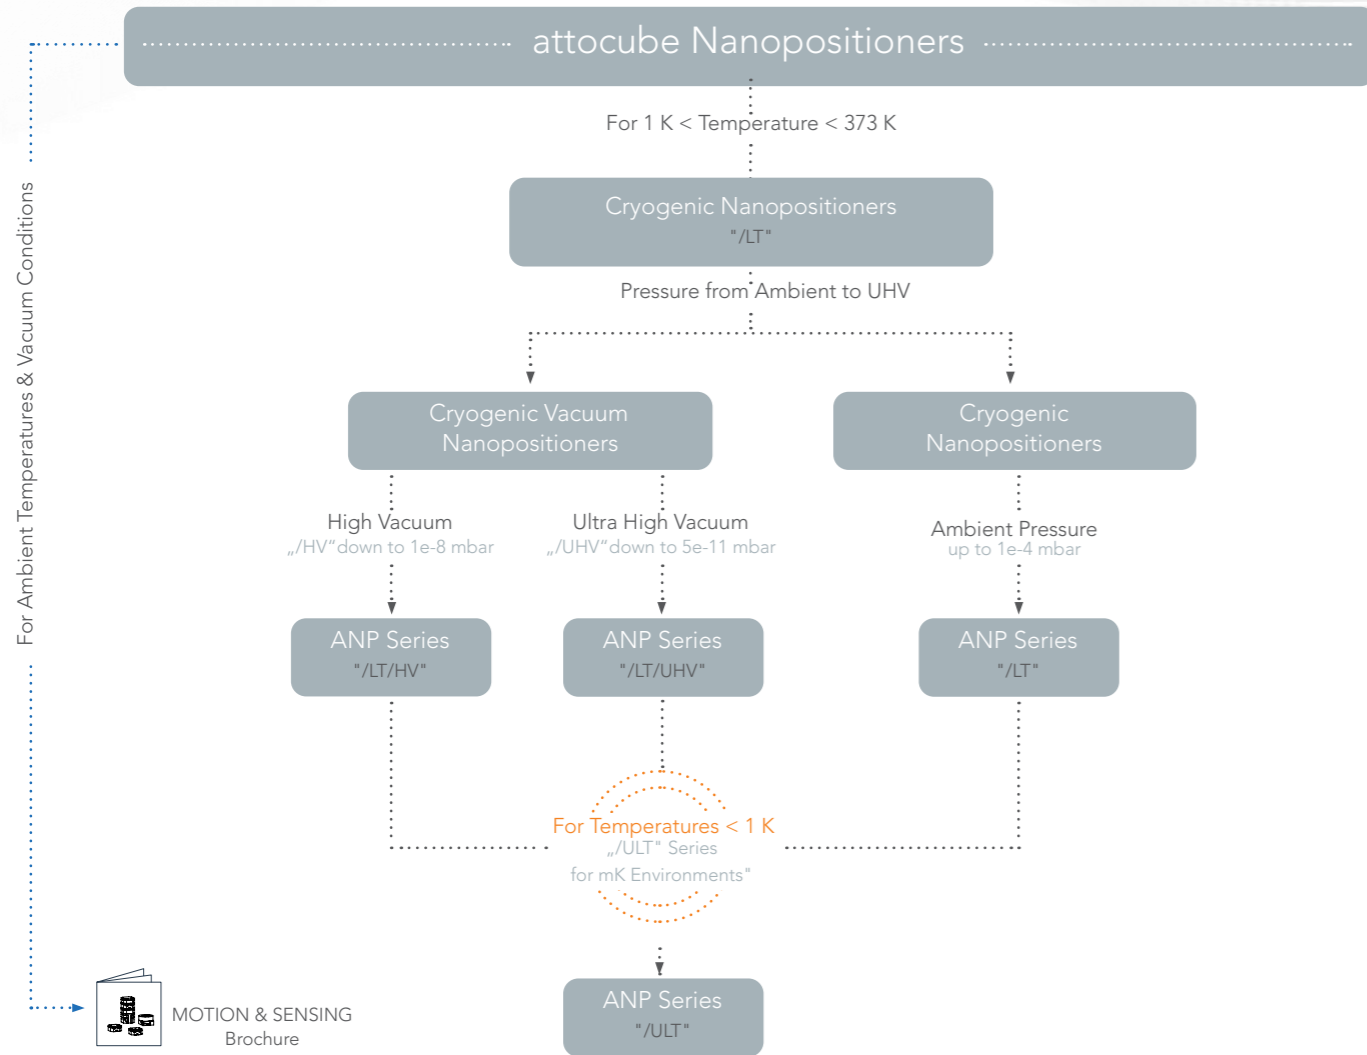 attocube Nanopositioners
For 1 K < Temperature < 373 K
Cryogenic Nanopositioners
"/LT"
Pressure from Ambient to UHV
For Ambient Temperatures & Vacuum Conditions
Cryogenic Vacuum
Nanopositioners
Cryogenic
Nanopositioners
High Vacuum
„/HV“down to 1e-8 mbar
Ultra High Vacuum
„/UHV“down to 5e-11 mbar
Ambient Pressure
up to 1e-4 mbar
ANP Series
"/LT/HV"
ANP Series
"/LT/UHV"
ANP Series
"/LT"
For Temperatures < 1 K
„/ULT" Series
for mK Environments"
ANP Series
"/ULT"
MOTION & SENSING
Brochure